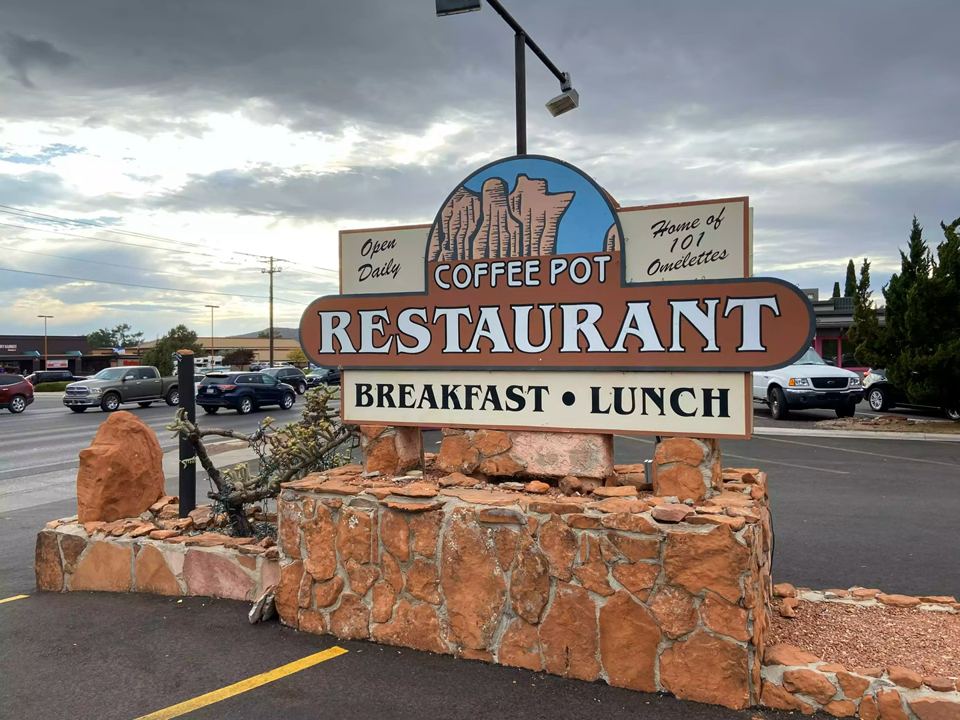 Open
Daily
Home of
101
Omelettes
COFFEE POT
RESTAURANT
BREAKFAST • LUNCH